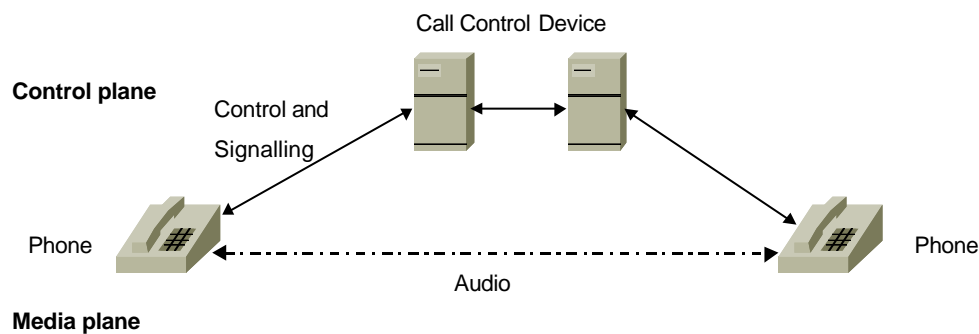 Call Control Device
Control plane
Control and
Signalling
Phone
Phone
Audio
Media plane